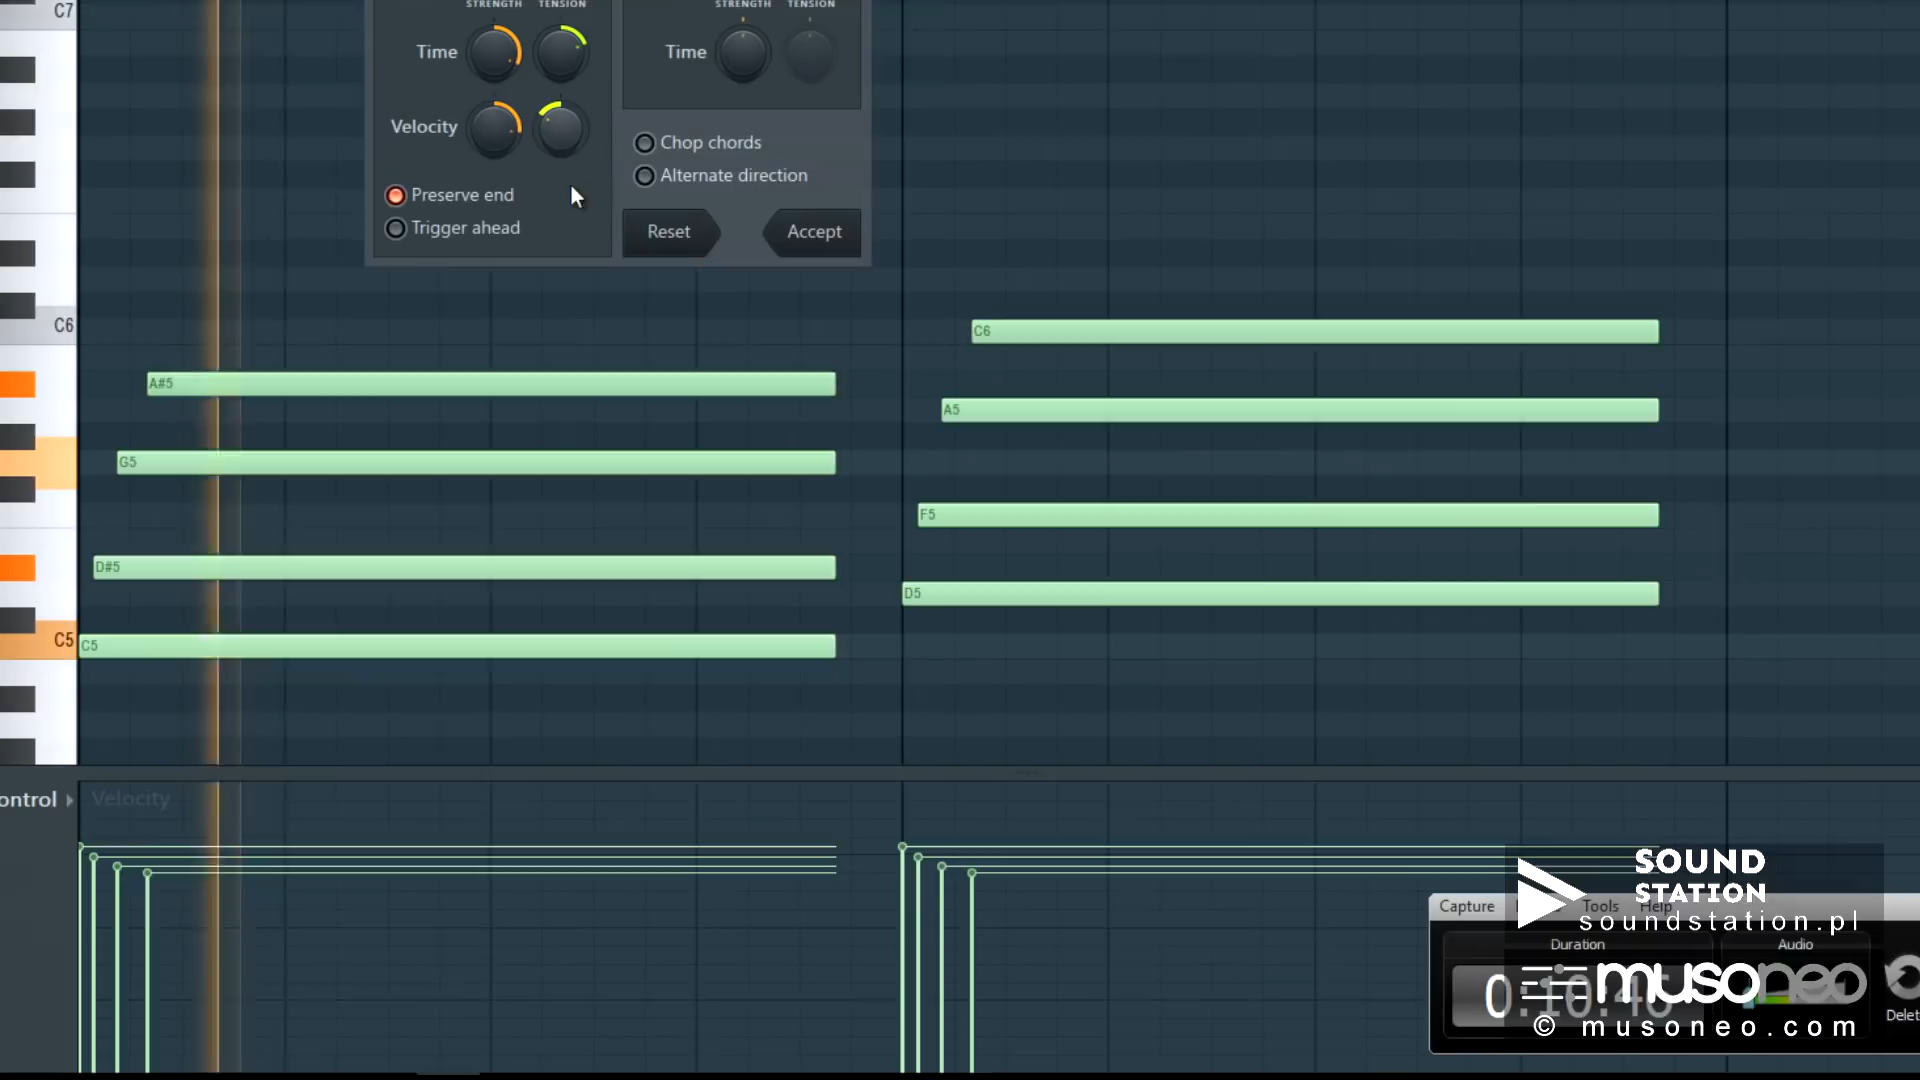 C7
STRENGTH TENSION
STRENGTH TENSION
Time
Time
Velocity
Chop chords
Alternate direction
Preserve end
Trigger ahead
Reset
Accept
C6
C6
A#5
A5
G5
F5
D#5
D5
C5
C5
ontrol
Velocity
SOUND
STATION
soundstation.pl
Capture
Tools
Help
Duration
Audio
musoneo
Delet
© musoneo.com